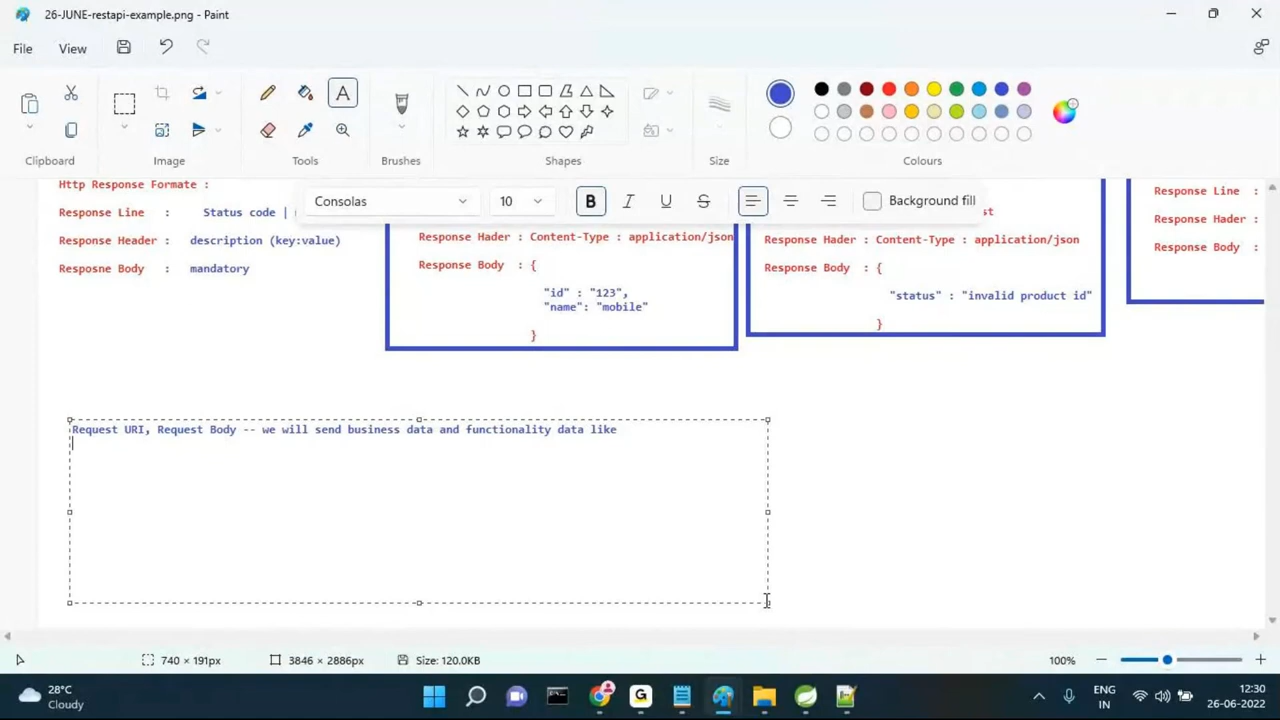 26-JUNE-restapi-example.png - Paint
File
View
Clipboard
Image
Tools
Brushes
Shapes
Size
Colours
Consolas
10
B
I
U
S
Background fill
Http Response Formate :
Response Line : Status code |
Response Header : description (key:value)
Resposne Body : mandatory
Response Hader : Content-Type : application/json
Response Body : {
"id" : "123",
"name": "mobile"
}
st
Response Hader : Content-Type : application/json
Response Body : {
"status" : "invalid product id"
}
Response Line :
Response Hader :
Response Body :
Request URI, Request Body -- we will send business data and functionality data like
740 × 191px
3846 × 2886px
Size: 120.0KB
100%
28°C
Cloudy
ENG
IN
12:30
26-06-2022